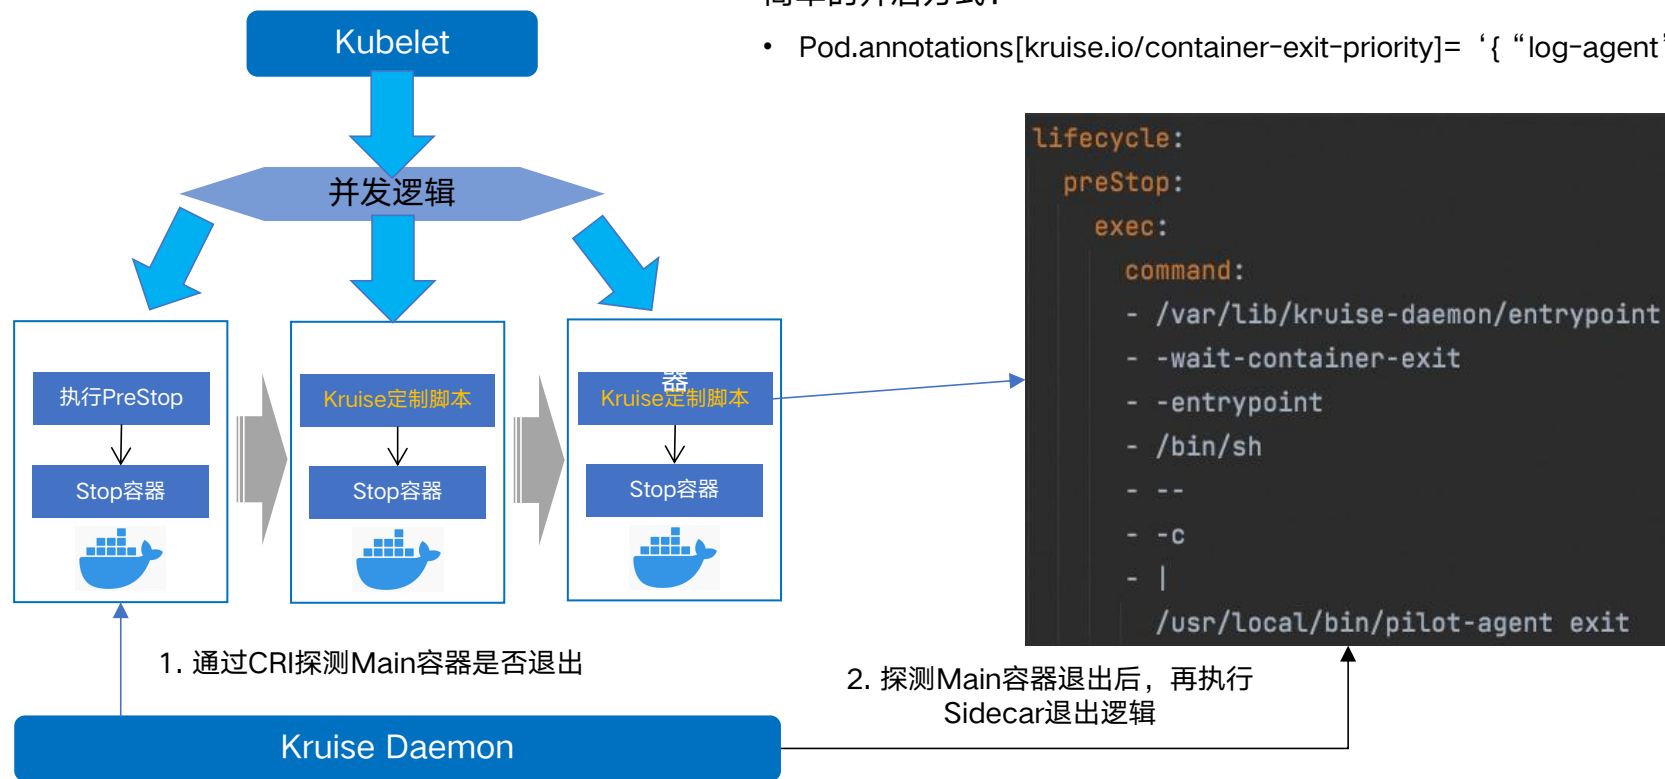 Kubelet
• Pod.annotations[kruise.io/container-exit-priority]= ‘{ “log-agent”
并发逻辑
执行PreStop
Stop容器
Kruise定制脚本
Stop容器
器
Kruise定制脚本
Stop容器
lifecycle:
preStop:
exec:
command:
- /var/lib/kruise-daemon/entrypoint
- -wait-container-exit
- -entrypoint
- /bin/sh
- --
- -c
- |
/usr/local/bin/pilot-agent exit
1. 通过CRI探测Main容器是否退出
2. 探测Main容器退出后，再执行
Sidecar退出逻辑
Kruise Daemon